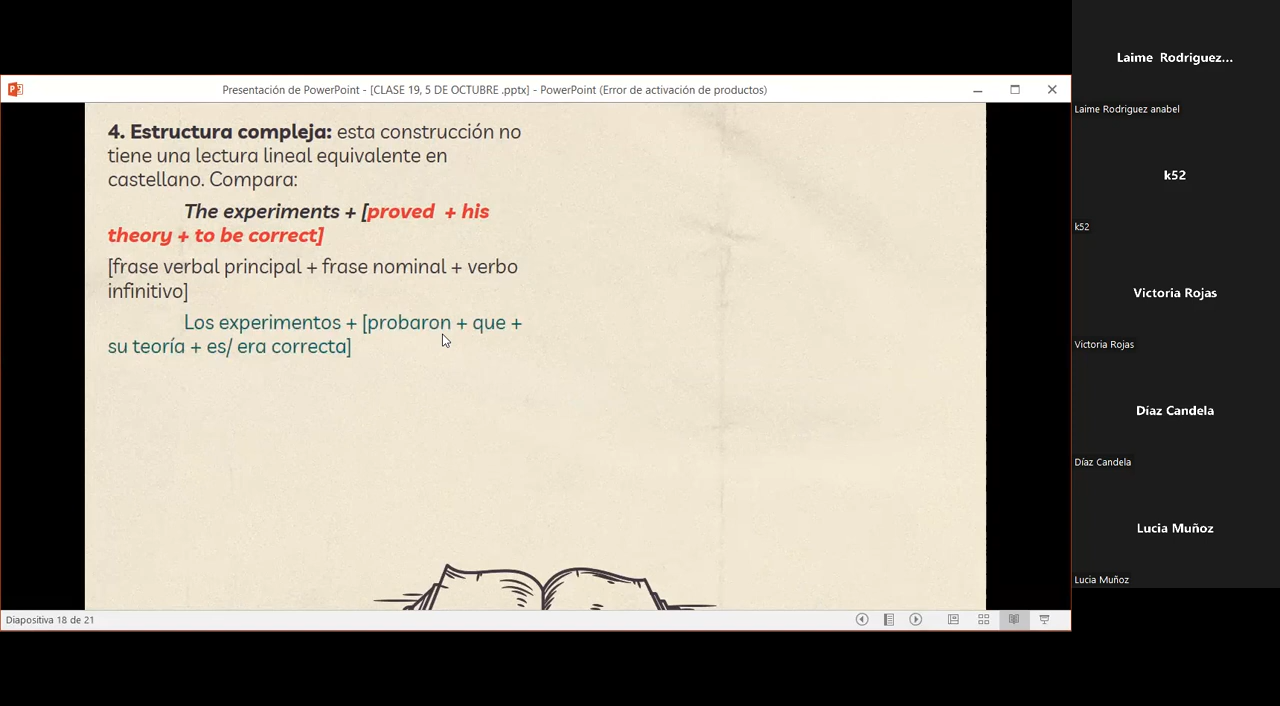 Laime Rodriguez...
Presentación de PowerPoint - [CLASE 19, 5 DE OCTUBRE .pptx] - PowerPoint (Error de activación de productos)
Laime Rodriguez anabel
4. Estructura compleja: esta construcción no
tiene una lectura lineal equivalente en
castellano. Compara:
The experiments + [proved + his
theory + to be correct]
[frase verbal principal + frase nominal + verbo
infinitivo]
Los experimentos + [probaron + que +
su teoría + es/ era correcta]
k52
k52
Victoria Rojas
Victoria Rojas
Díaz Candela
Díaz Candela
Lucia Muñoz
Lucia Muñoz
Diapositiva 18 de 21